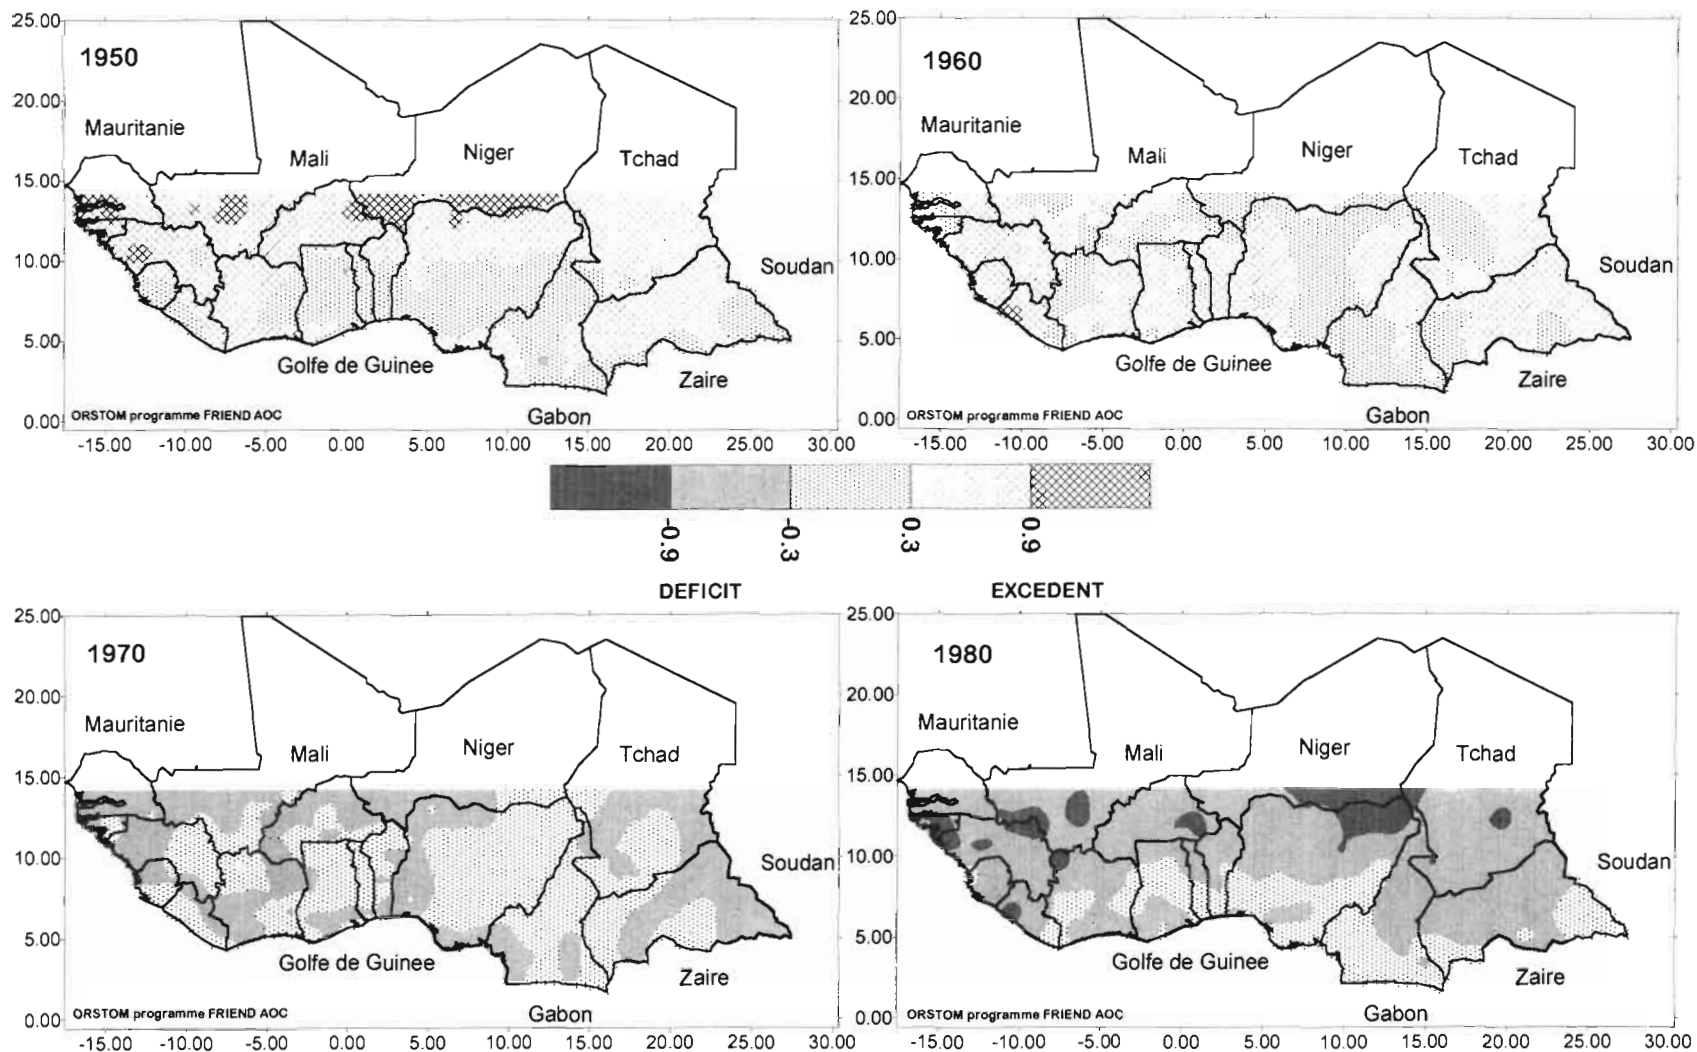 25.00
1950
20.00
Mauritanie
Mali
Niger
Tchad
15.00
10.00
Soudan
5.00
Golfe de Guinee
Zaire
ORSTOM programme FRIEND AOC
Gabon
0.00
-15.00 -10.00 -5.00 0.00 5.00 10.00 15.00 20.00 25.00 30.00
25.00
1960
20.00
Mauritanie
Mali
Niger
Tchad
15.00
10.00
Soudan
5.00
Golfe de Guinee
Zaire
ORSTOM programme FRIEND AOC
Gabon
0.00
-15.00 -10.00 -5.00 0.00 5.00 10.00 15.00 20.00 25.00 30.00
-0.9 -0.3 0.3 0.9
DEFICIT EXCEDENT
25.00
1970
20.00
Mauritanie
Mali
Niger
Tchad
15.00
10.00
Soudan
5.00
Golfe de Guinee
Zaire
ORSTOM programme FRIEND AOC
Gabon
0.00
-15.00 -10.00 -5.00 0.00 5.00 10.00 15.00 20.00 25.00 30.00
25.00
1980
20.00
Mauritanie
Mali
Niger
Tchad
15.00
10.00
Soudan
5.00
Golfe de Guinee
Zaire
ORSTOM programme FRIEND AOC
Gabon
0.00
-15.00 -10.00 -5.00 0.00 5.00 10.00 15.00 20.00 25.00 30.00